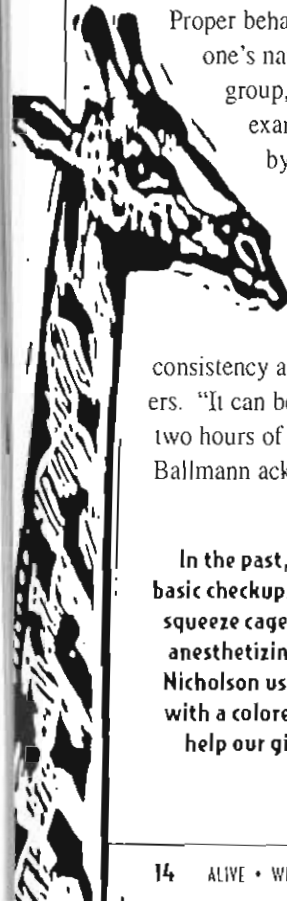 Proper beha
one's na
group,
exar
by
consistency a
ers. "It can be
two hours of
Ballmann ack
In the past,
basic checkup
squeeze cage
anesthetizin
Nicholson us
with a colore
help our gi
14 ALIVE • WI